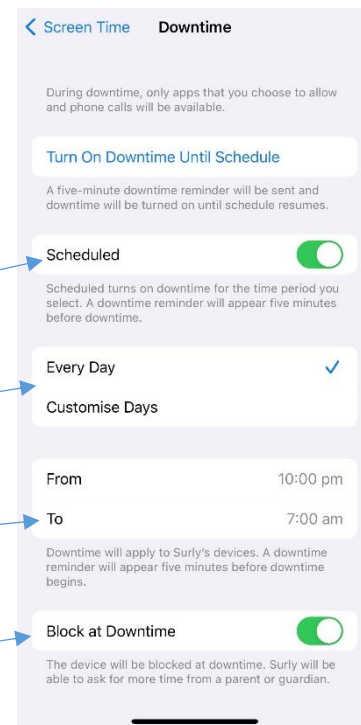 Screen Time Downtime
During downtime, only apps that you choose to allow
and phone calls will be available.
Turn On Downtime Until Schedule
A five-minute downtime reminder will be sent and
downtime will be turned on until schedule resumes.
Scheduled
Scheduled turns on downtime for the time period you
select. A downtime reminder will appear five minutes
before downtime.
Every Day
Customise Days
From 10:00 pm
To 7:00 am
Downtime will apply to Surly's devices. A downtime
reminder will appear five minutes before downtime
begins.
Block at Downtime
The device will be blocked at downtime. Surly will be
able to ask for more time from a parent or guardian.